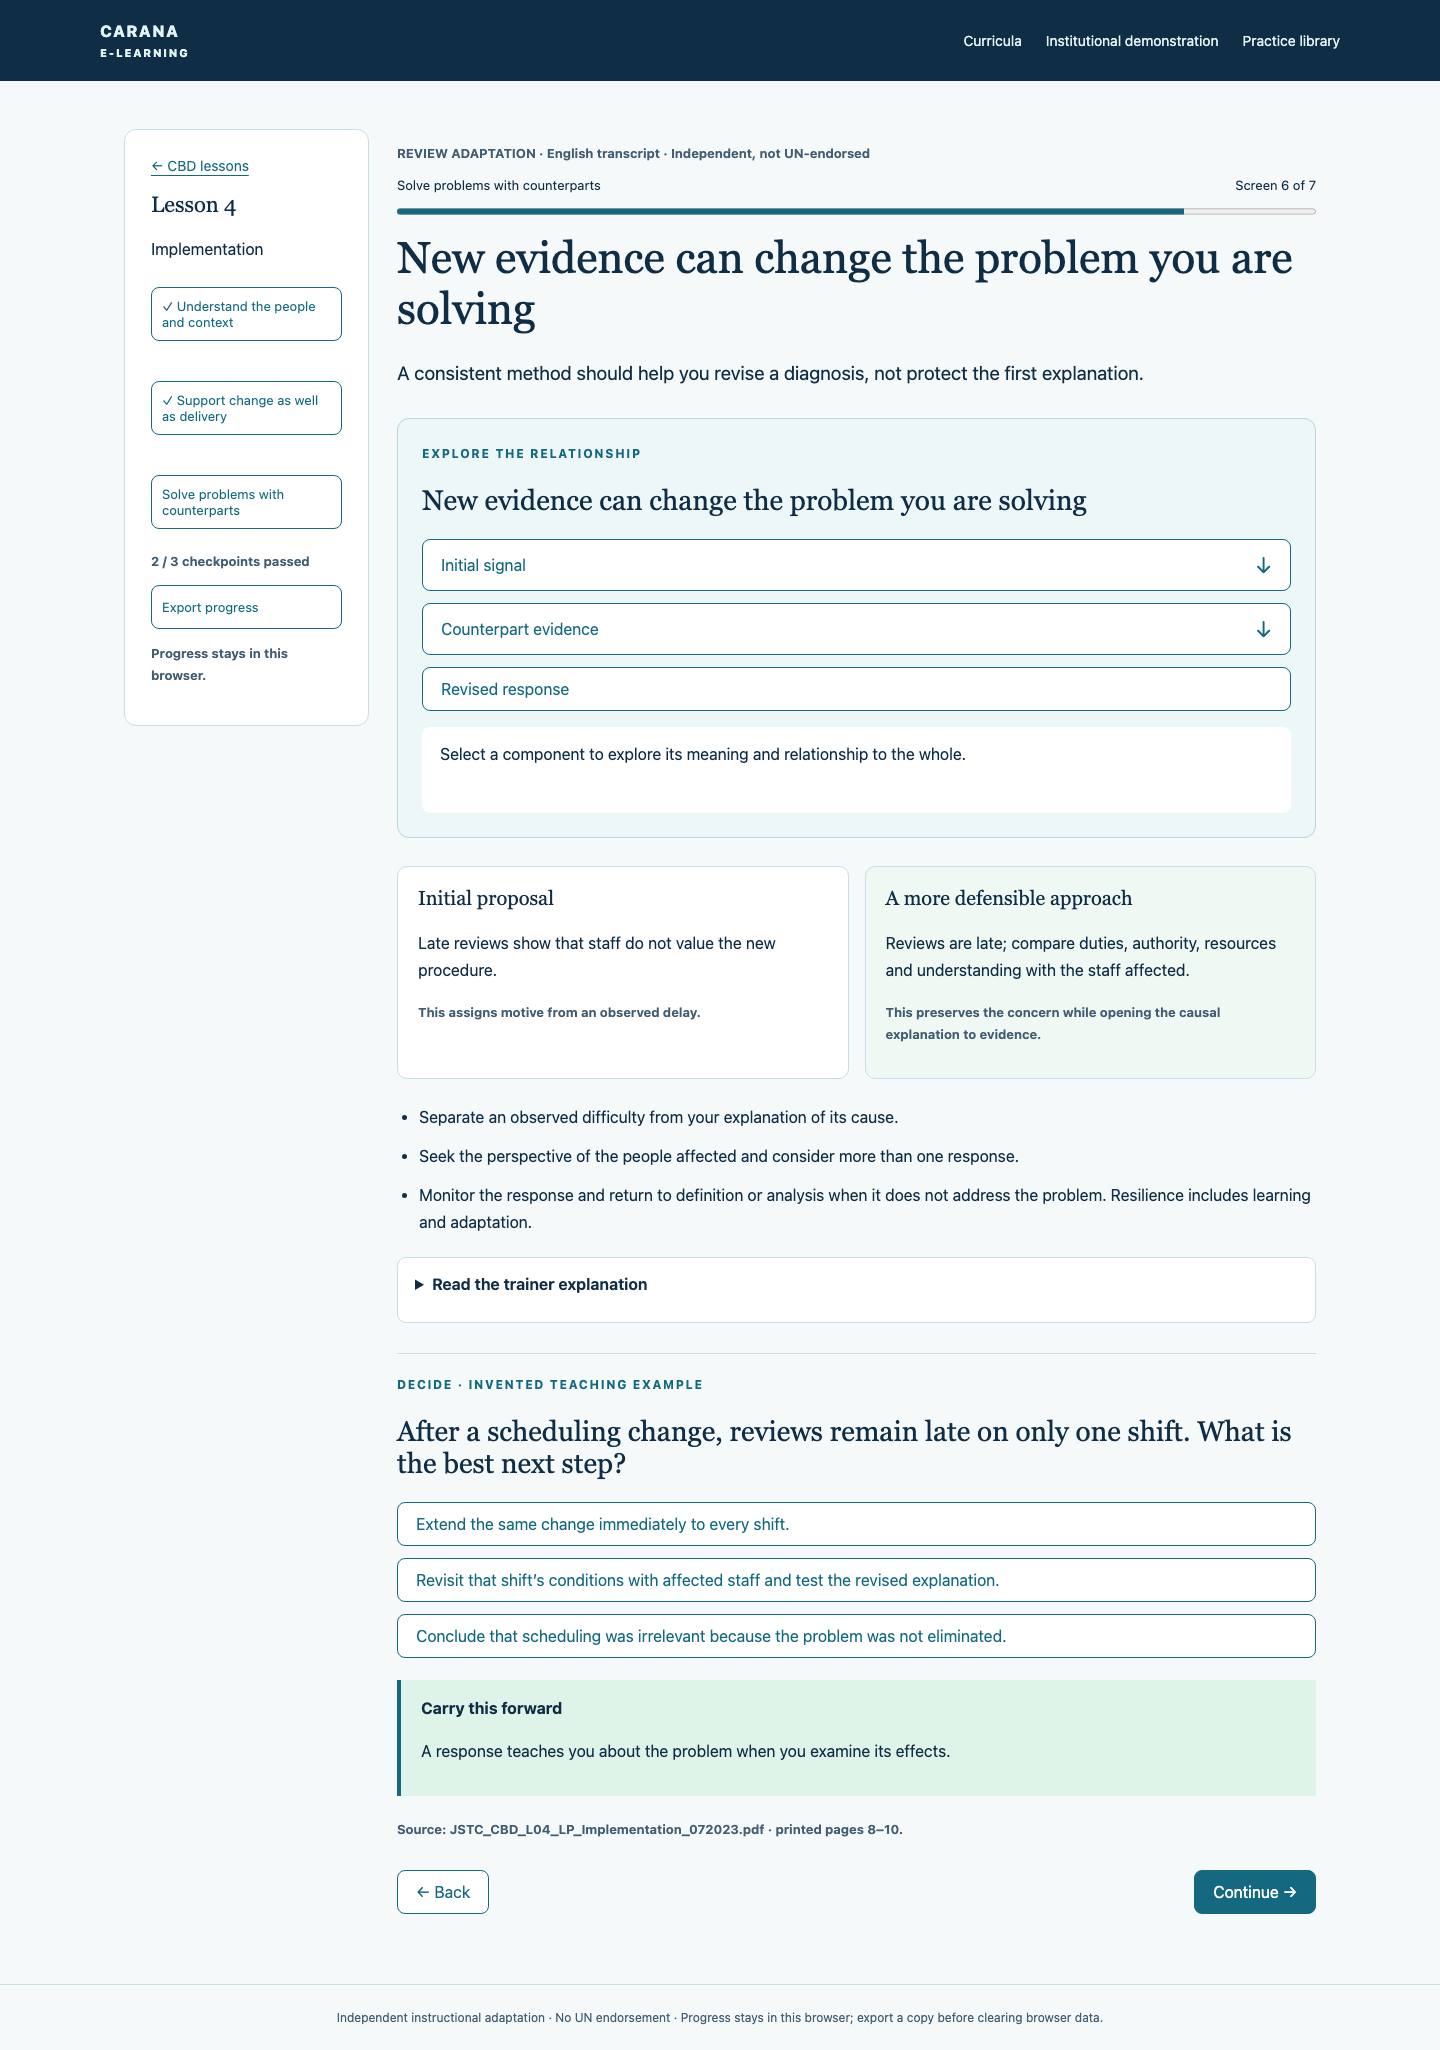 CARANA
E-LEARNING
Curricula
Institutional demonstration
Practice library
← CBD lessons
Lesson 4
Implementation
✓ Understand the people
and context
✓ Support change as well
as delivery
Solve problems with
counterparts
2 / 3 checkpoints passed
Export progress
Progress stays in this
browser.
REVIEW ADAPTATION · English transcript · Independent, not UN-endorsed
Solve problems with counterparts
Screen 6 of 7
New evidence can change the problem you are
solving
A consistent method should help you revise a diagnosis, not protect the first explanation.
EXPLORE THE RELATIONSHIP
New evidence can change the problem you are solving
Initial signal ↓
Counterpart evidence ↓
Revised response
Select a component to explore its meaning and relationship to the whole.
Initial proposal
Late reviews show that staff do not value the new
procedure.
This assigns motive from an observed delay.
A more defensible approach
Reviews are late; compare duties, authority, resources
and understanding with the staff affected.
This preserves the concern while opening the causal
explanation to evidence.
• Separate an observed difficulty from your explanation of its cause.
• Seek the perspective of the people affected and consider more than one response.
• Monitor the response and return to definition or analysis when it does not address the problem. Resilience includes learning
and adaptation.
▶ Read the trainer explanation
DECIDE · INVENTED TEACHING EXAMPLE
After a scheduling change, reviews remain late on only one shift. What is
the best next step?
Extend the same change immediately to every shift.
Revisit that shift’s conditions with affected staff and test the revised explanation.
Conclude that scheduling was irrelevant because the problem was not eliminated.
Carry this forward
A response teaches you about the problem when you examine its effects.
Source: JSTC_CBD_L04_LP_Implementation_072023.pdf · printed pages 8–10.
← Back
Continue →
Independent instructional adaptation · No UN endorsement · Progress stays in this browser; export a copy before clearing browser data.